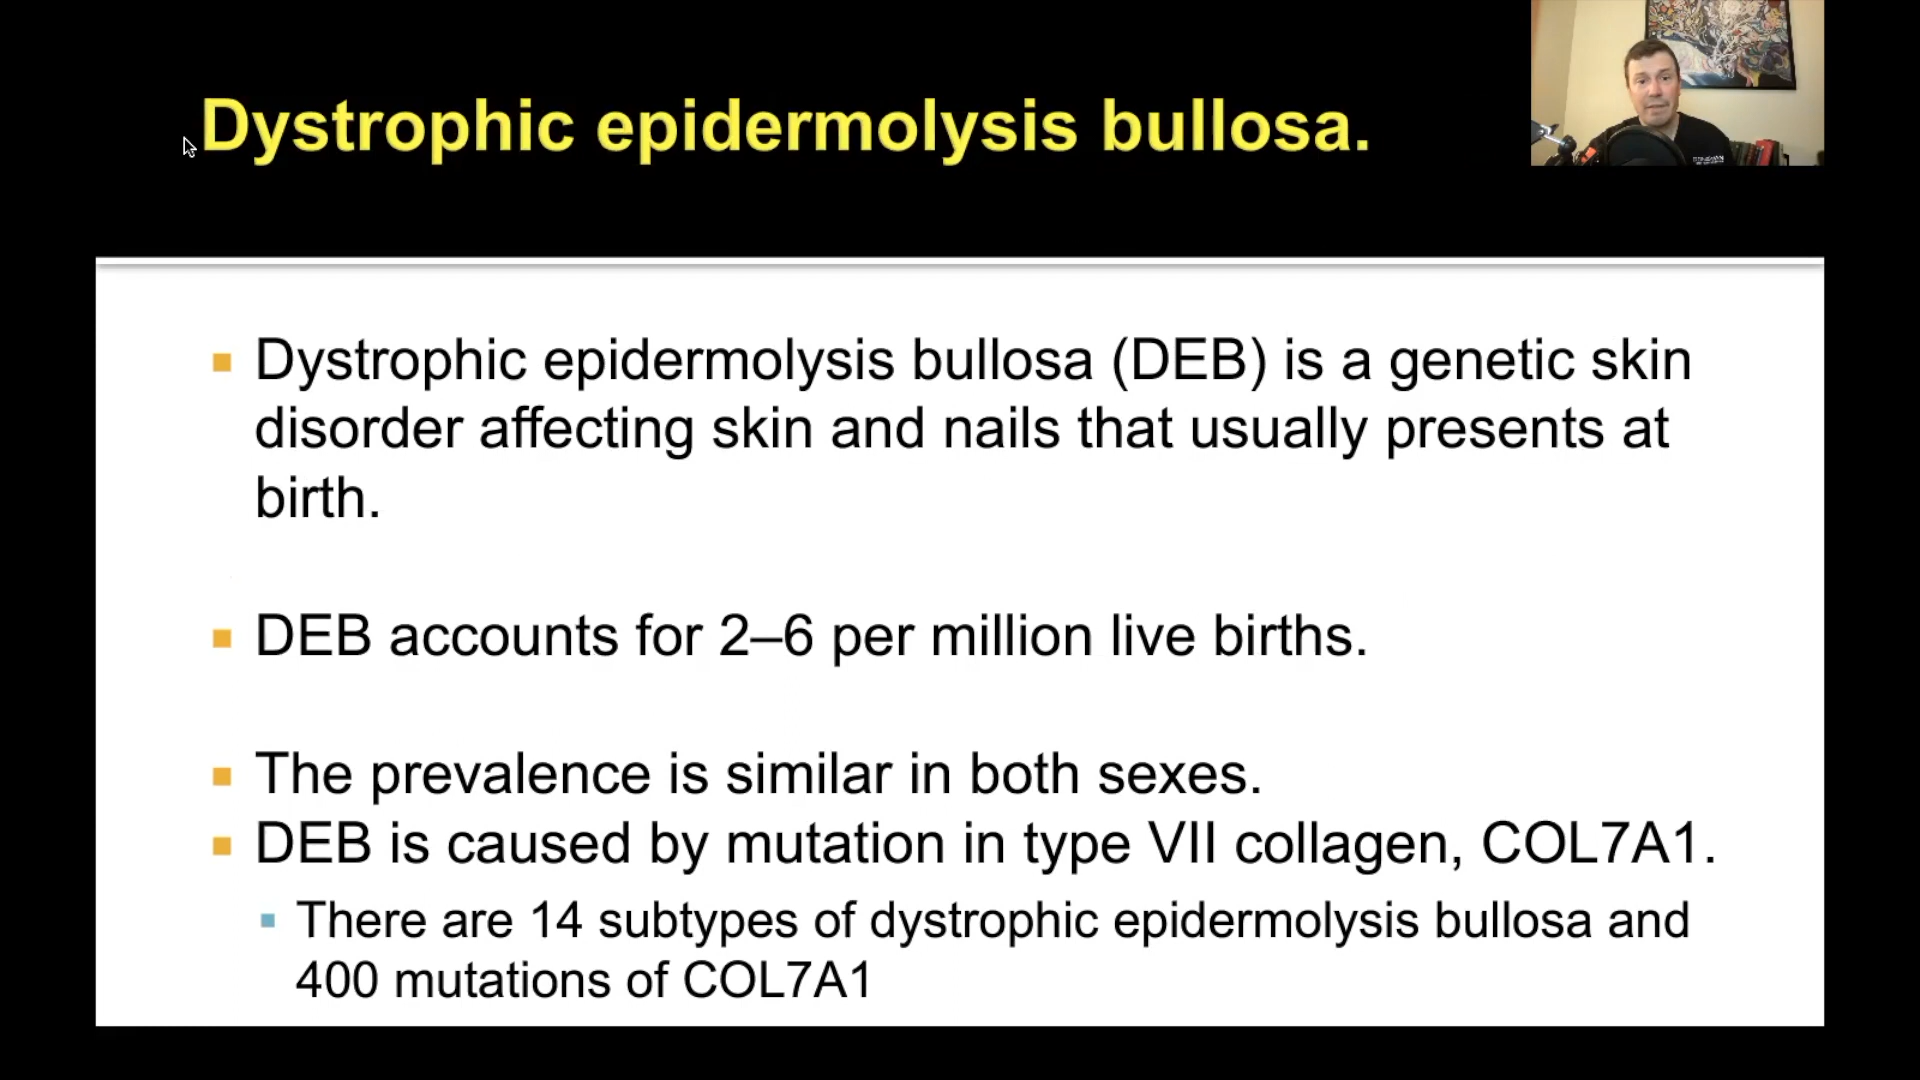 Dystrophic epidermolysis bullosa.
Dystrophic epidermolysis bullosa (DEB) is a genetic skin
disorder affecting skin and nails that usually presents at
birth.
DEB accounts for 2–6 per million live births.
The prevalence is similar in both sexes.
DEB is caused by mutation in type VII collagen, COL7A1.
There are 14 subtypes of dystrophic epidermolysis bullosa and
400 mutations of COL7A1